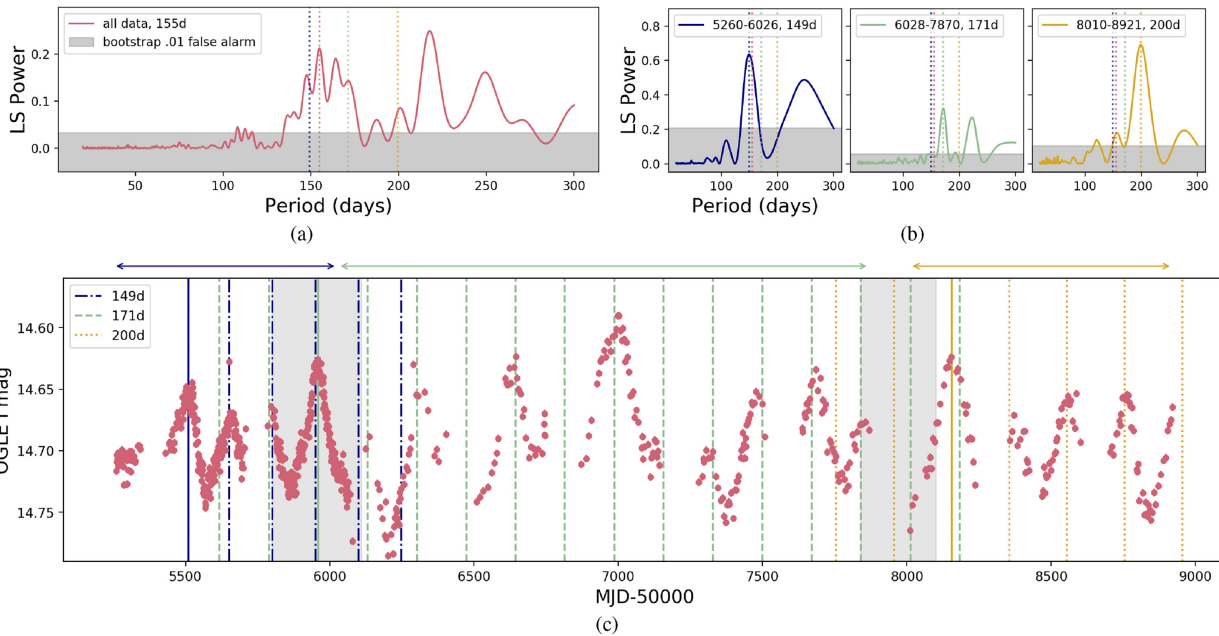 all data, 155d
bootstrap .01 false alarm
LS Power
0.2
0.1
0.0
50 100 150 200 250 300
Period (days)
(a)
5260-6026, 149d
6028-7870, 171d
8010-8921, 200d
LS Power
0.8
0.6
0.4
0.2
0.0
100 200 300 100 200 300 100 200 300
Period (days)
Period (days)
(b)
149d
171d
200d
OGLE I mag
14.60
14.65
14.70
14.75
5500 6000 6500 7000 7500 8000 8500 9000
MJD-50000
(c)